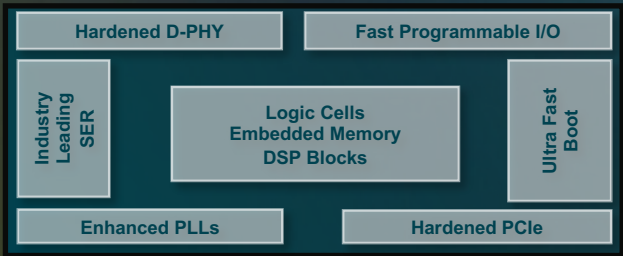 Hardened D-PHY
Fast Programmable I/O
Industry
Leading
SER
Logic Cells
Embedded Memory
DSP Blocks
Ultra Fast
Boot
Enhanced PLLs
Hardened PCIe